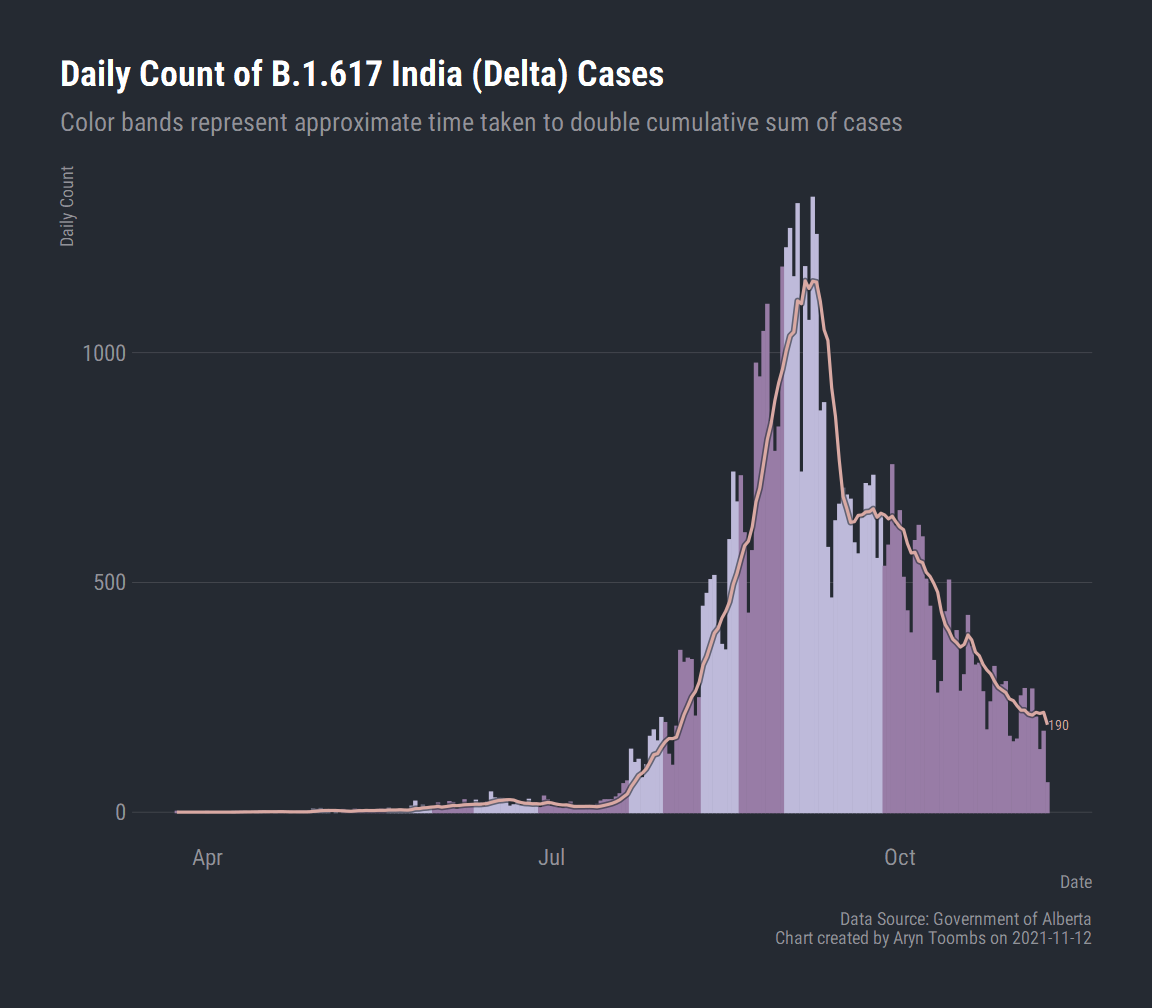 Daily Count of B.1.617 India (Delta) Cases
Color bands represent approximate time taken to double cumulative sum of cases
Daily Count
1000
500
0
190
Apr
Jul
Oct
Date
Data Source: Government of Alberta
Chart created by Aryn Toombs on 2021-11-12